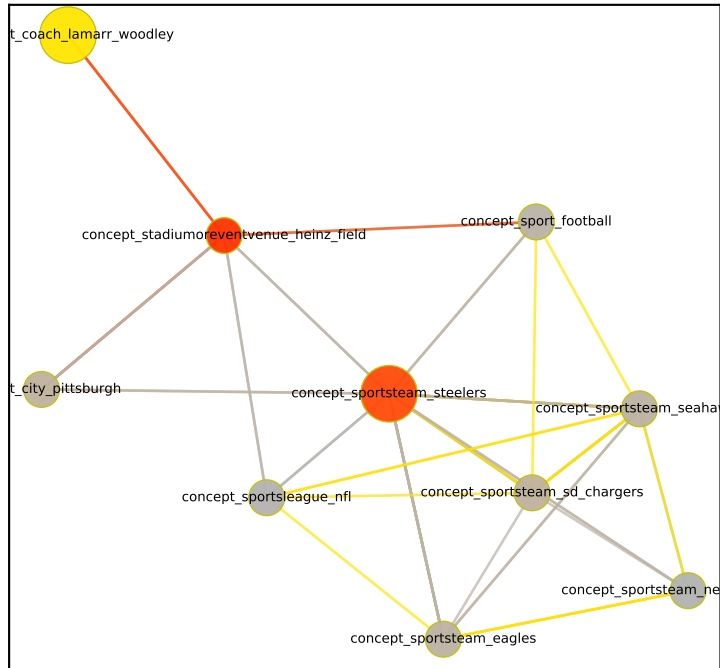 t_coach_lamarr_woodley
concept_sport_football
concept_stadiumoreventvenue_heinz_field
t_city_pittsburgh
concept_sportsteam_steelers
concept_sportsteam_seahav
concept_sportsteam_sd_chargers
concept_sportsleague_nfl
concept_sportsteam_ne
concept_sportsteam_eagles